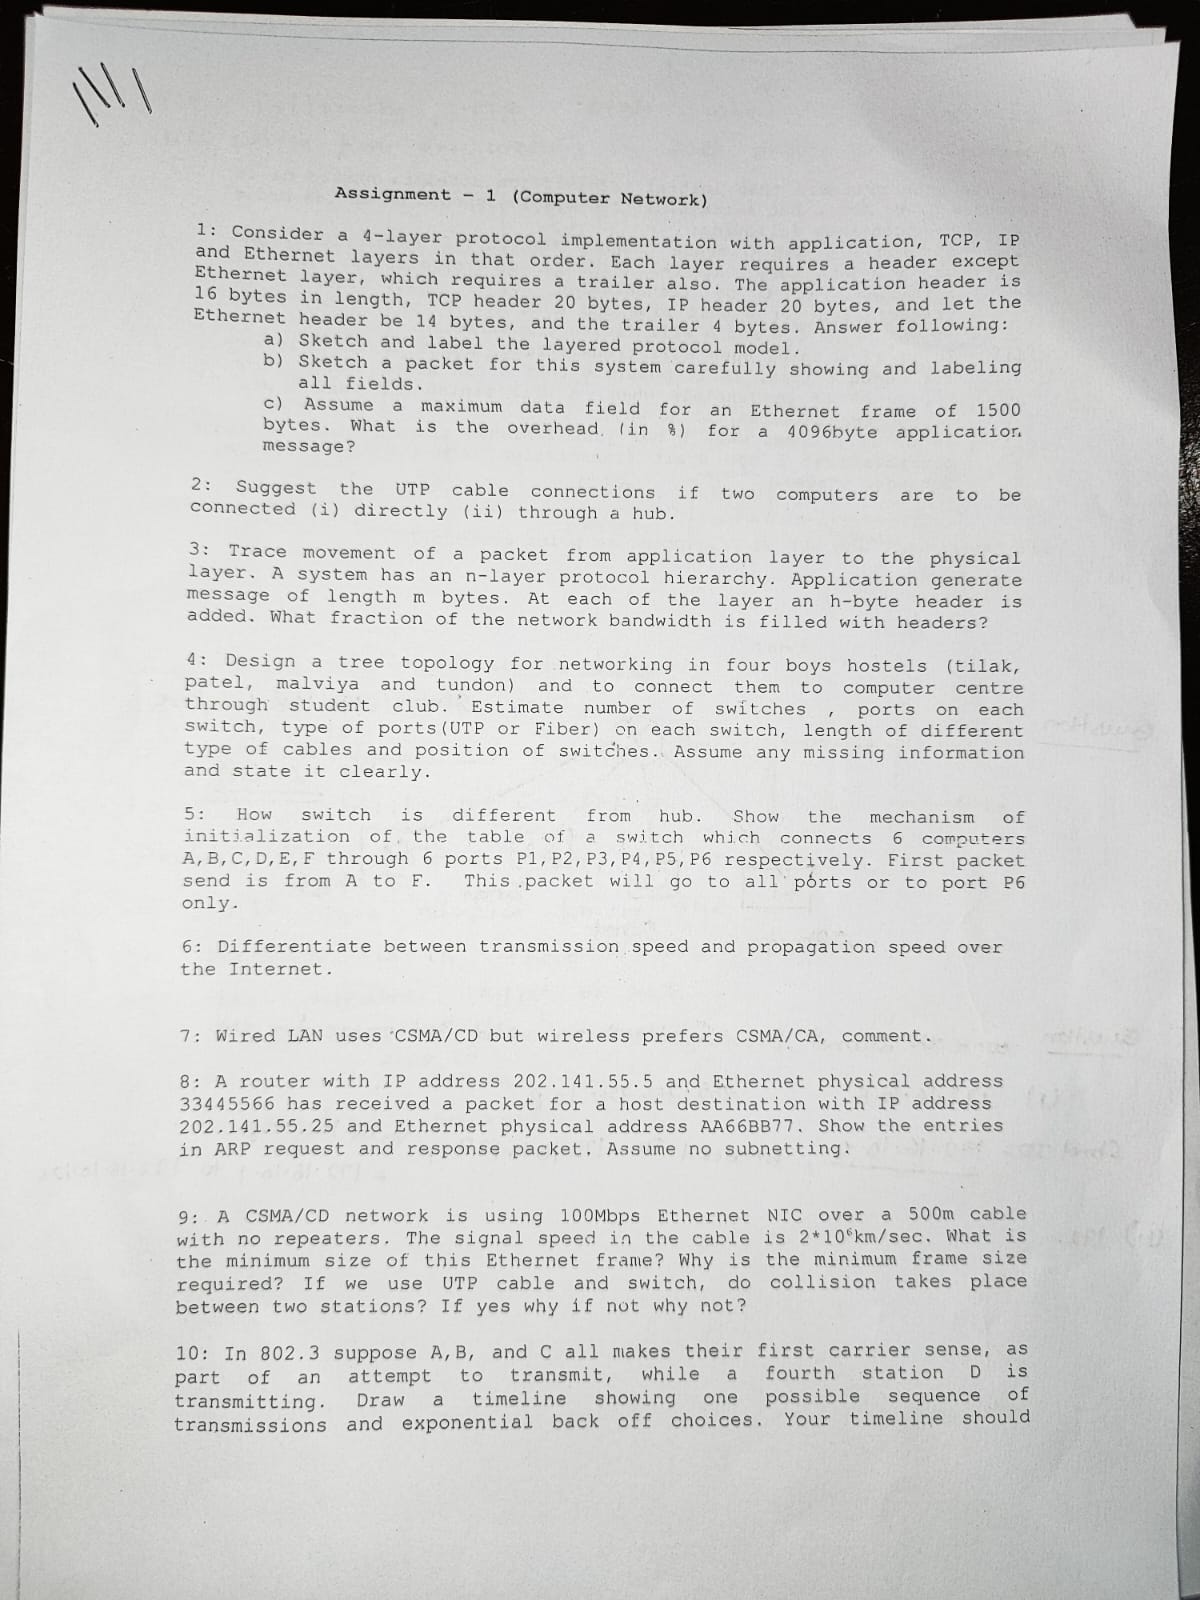 Assignment - 1 (Computer Network)
1: Consider a 4-layer protocol implementation with application, TCP, IP
and Ethernet layers in that order. Each layer requires a header except
Ethernet layer, which requires a trailer also. The application header is
16 bytes in length, TCP header 20 bytes, IP header 20 bytes, and let the
Ethernet header be 14 bytes, and the trailer 4 bytes. Answer following:
a) Sketch and label the layered protocol model.
b) Sketch a packet for this system carefully showing and labeling
all fields.
c) Assume a maximum data field for an Ethernet frame of 1500
bytes. What is the overhead (in %) for a 4096byte application
message?
2: Suggest the UTP cable connections if two computers are to be
connected (i) directly (ii) through a hub.
3: Trace movement of a packet from application layer to the physical
layer. A system has an n-layer protocol hierarchy. Application generate
message of length m bytes. At each of the layer an h-byte header is
added. What fraction of the network bandwidth is filled with headers?
4: Design a tree topology for networking in four boys hostels (tilak,
patel, malviya and tundon) and to connect them to computer centre
through student club. Estimate number of switches , ports on each
switch, type of ports(UTP or Fiber) on each switch, length of different
type of cables and position of switches. Assume any missing information
and state it clearly.
5: How switch is different from hub. Show the mechanism of
initialization of the table of a switch which connects 6 computers
A,B,C,D,E,F through 6 ports P1,P2,P3,P4,P5,P6 respectively. First packet
send is from A to F. This packet will go to all ports or to port P6
only.
6: Differentiate between transmission speed and propagation speed over
the Internet.
7: Wired LAN uses CSMA/CD but wireless prefers CSMA/CA, comment.
8: A router with IP address 202.141.55.5 and Ethernet physical address
33445566 has received a packet for a host destination with IP address
202.141.55.25 and Ethernet physical address AA66BB77. Show the entries
in ARP request and response packet. Assume no subnetting.
9: A CSMA/CD network is using 100Mbps Ethernet NIC over a 500m cable
with no repeaters. The signal speed in the cable is 2*10⁶km/sec. What is
the minimum size of this Ethernet frame? Why is the minimum frame size
required? If we use UTP cable and switch, do collision takes place
between two stations? If yes why if not why not?
10: In 802.3 suppose A,B, and C all makes their first carrier sense, as
part of an attempt to transmit, while a fourth station D is
transmitting. Draw a timeline showing one possible sequence of
transmissions and exponential back off choices. Your timeline should